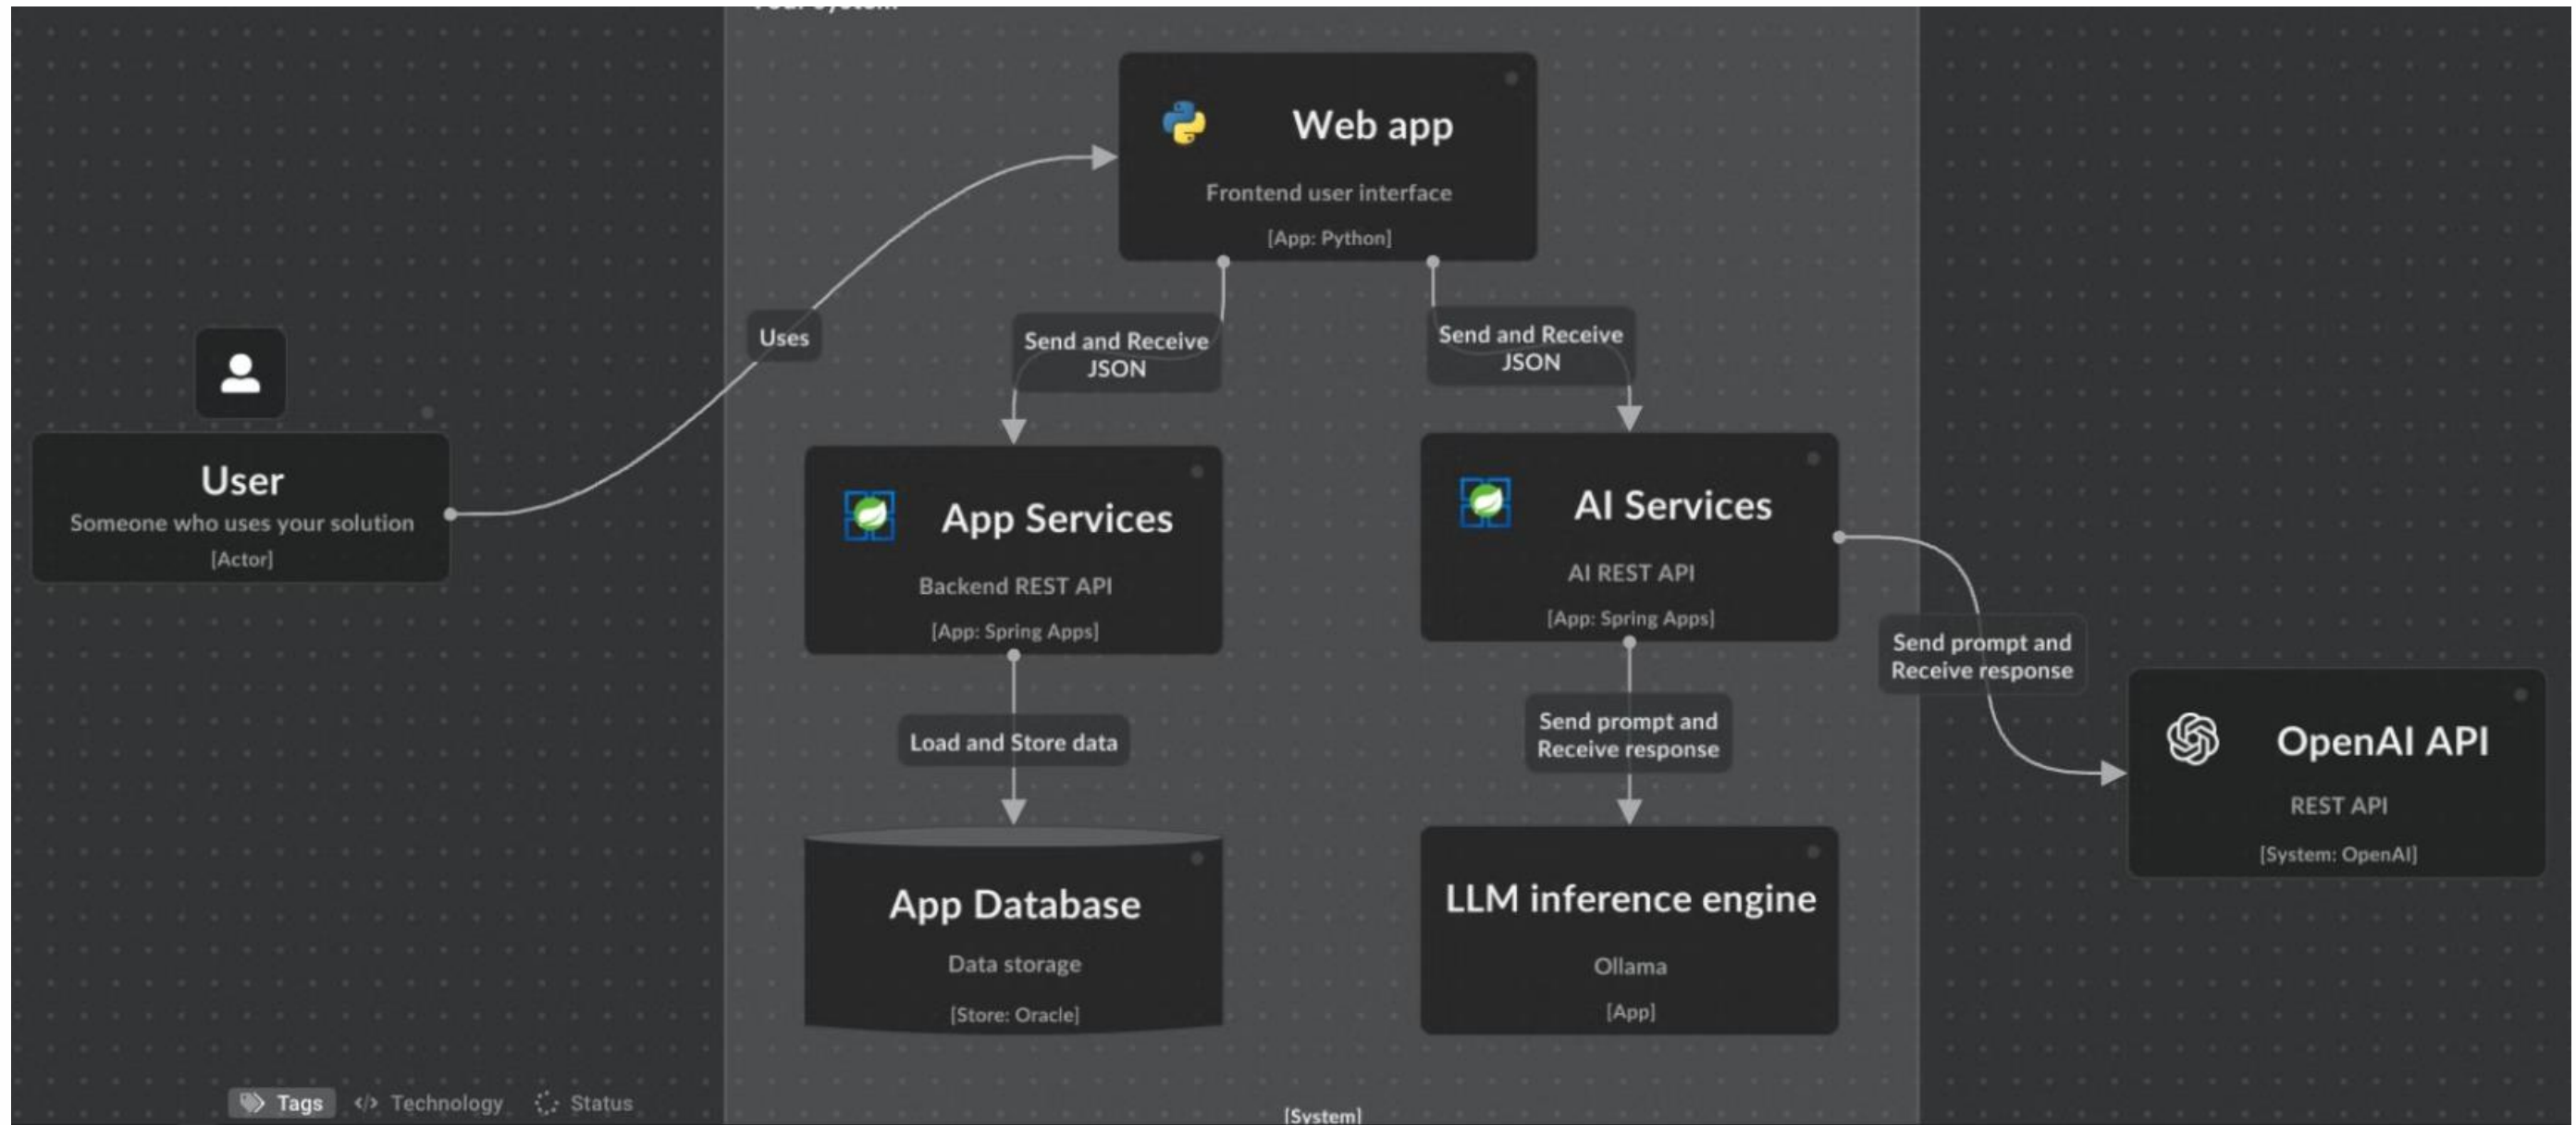 Your System
Web app
Frontend user interface
[App: Python]
Uses
Send and Receive
JSON
Send and Receive
JSON
User
Someone who uses your solution
[Actor]
App Services
Backend REST API
[App: Spring Apps]
AI Services
AI REST API
[App: Spring Apps]
Send prompt and
Receive response
Load and Store data
Send prompt and
Receive response
OpenAI API
REST API
[System: OpenAI]
App Database
Data storage
[Store: Oracle]
LLM inference engine
Ollama
[App]
Tags
</> Technology
Status
[System]